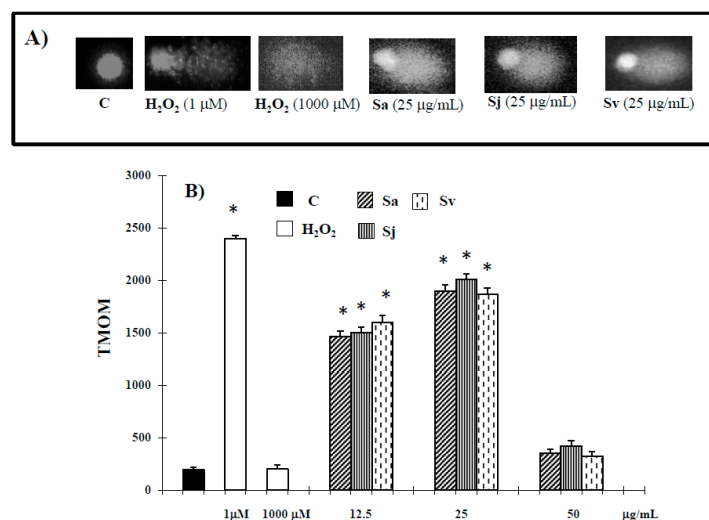 A)
C
H₂O₂ (1 µM)
H₂O₂ (1000 µM)
Sa (25 µg/mL)
Sj (25 µg/mL)
Sv (25 µg/mL)
B)
C
Sa
Sv
H₂O₂
Sj
TMOM
3000
2500
2000
1500
1000
500
0
*
* * *
* * *
1µM 1000 µM 12.5 25 50 µg/mL